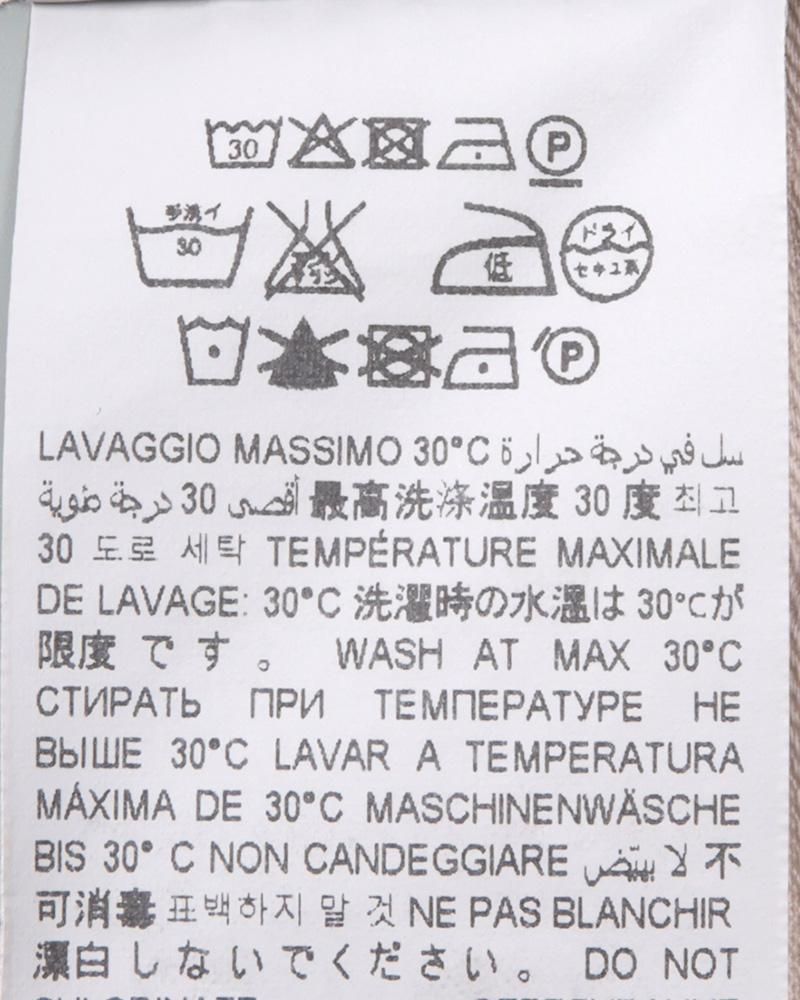 30 P
手洗イ 30 低 ドライ
P
LAVAGGIO MASSIMO 30°C سل في درجة حرارة
أقصى 30 درجة مئوية 最高洗涤温度 30 度 최고
30 도로 세탁 TEMPÉRATURE MAXIMALE
DE LAVAGE: 30°C 洗濯時の水温は 30°Cが
限度です。 WASH AT MAX 30°C
СТИРАТЬ ПРИ ТЕМПЕРАТУРЕ НЕ
ВЫШЕ 30°C LAVAR A TEMPERATURA
MÁXIMA DE 30°C MASCHINENWÄSCHE
BIS 30° C NON CANDEGGIARE لا يبيّض 不
可消毒 표백하지 말 것 NE PAS BLANCHIR
漂白しないでください。 DO NOT